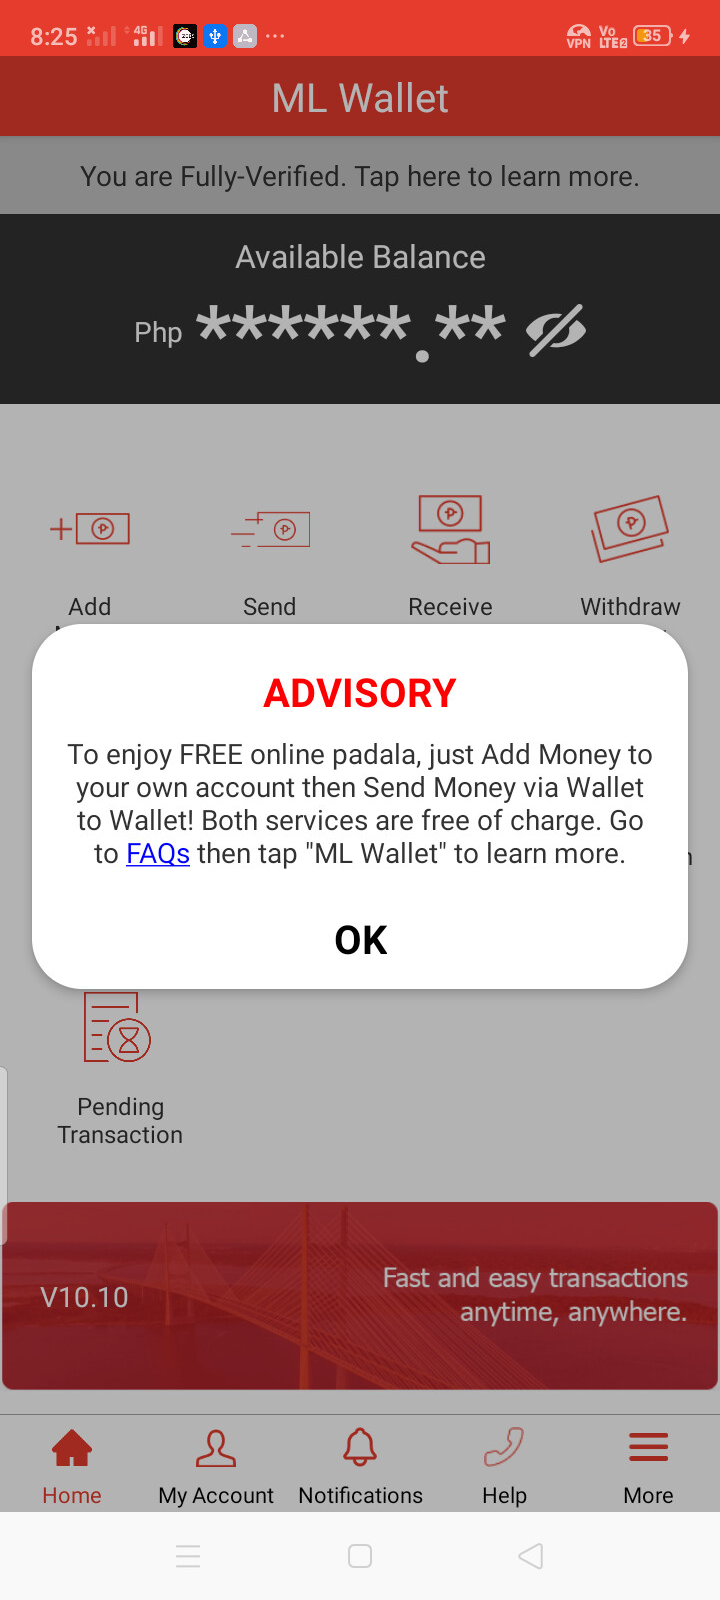 8:25
4G
VPN
Vo
LTE2
35
ML Wallet
You are Fully-Verified. Tap here to learn more.
Available Balance
Php ******.**
Add
Send
Receive
Withdraw
ADVISORY
To enjoy FREE online padala, just Add Money to
your own account then Send Money via Wallet
to Wallet! Both services are free of charge. Go
to FAQs then tap "ML Wallet" to learn more.
OK
Pending
Transaction
V10.10
Fast and easy transactions
anytime, anywhere.
Home
My Account
Notifications
Help
More